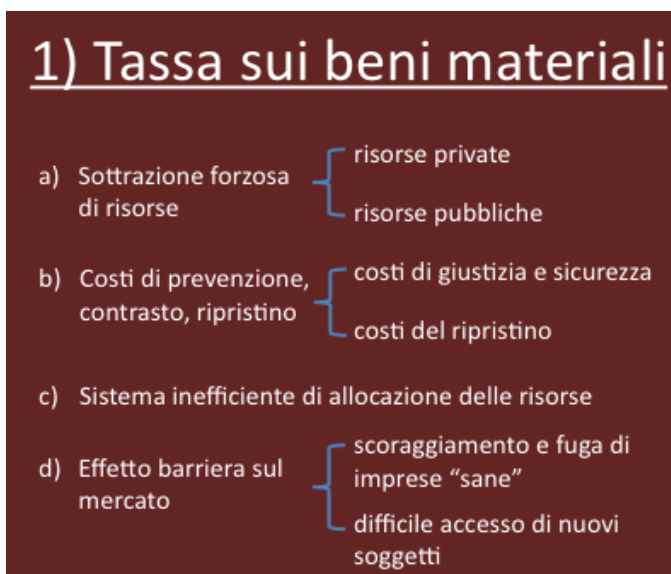 1) Tassa sui beni materiali
a) Sottrazione forzosa
di risorse
risorse private
risorse pubbliche
b) Costi di prevenzione,
contrasto, ripristino
costi di giustizia e sicurezza
costi del ripristino
c) Sistema inefficiente di allocazione delle risorse
d) Effetto barriera sul
mercato
scoraggiamento e fuga di
imprese “sane”
difficile accesso di nuovi
soggetti